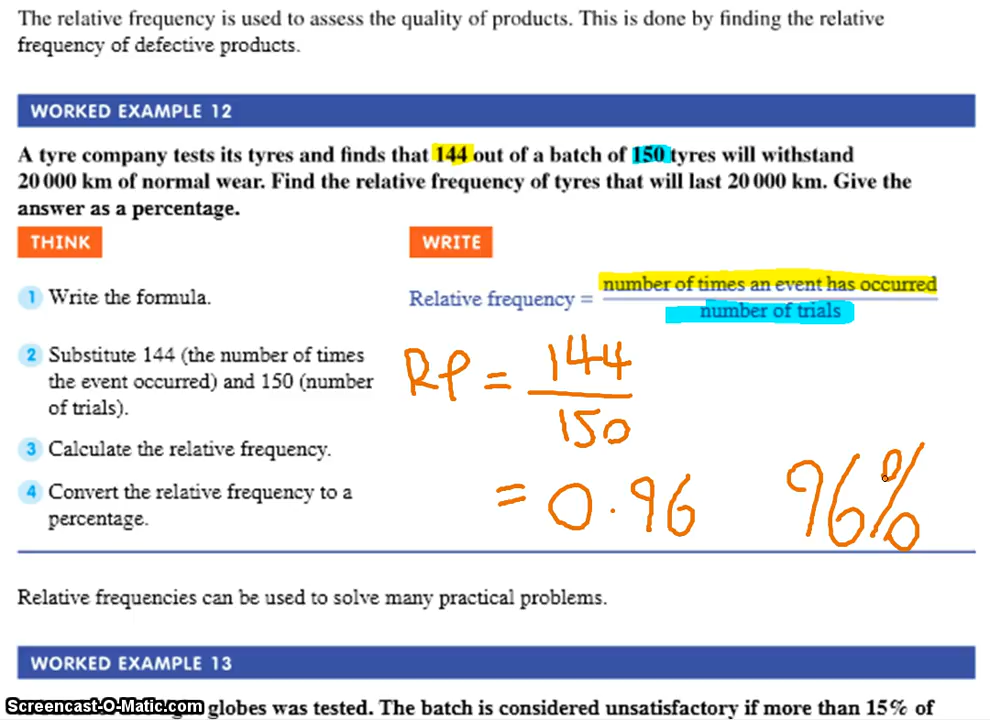 The relative frequency is used to assess the quality of products. This is done by finding the relative
frequency of defective products.
WORKED EXAMPLE 12
A tyre company tests its tyres and finds that 144 out of a batch of 150 tyres will withstand
20 000 km of normal wear. Find the relative frequency of tyres that will last 20 000 km. Give the
answer as a percentage.
THINK
WRITE
1 Write the formula.
Relative frequency = number of times an event has occurred
number of trials
2 Substitute 144 (the number of times
the event occurred) and 150 (number
of trials).
RP = 144
150
3 Calculate the relative frequency.
= 0.96 96%
4 Convert the relative frequency to a
percentage.
Relative frequencies can be used to solve many practical problems.
WORKED EXAMPLE 13
Screencast-O-Matic.com globes was tested. The batch is considered unsatisfactory if more than 15% of